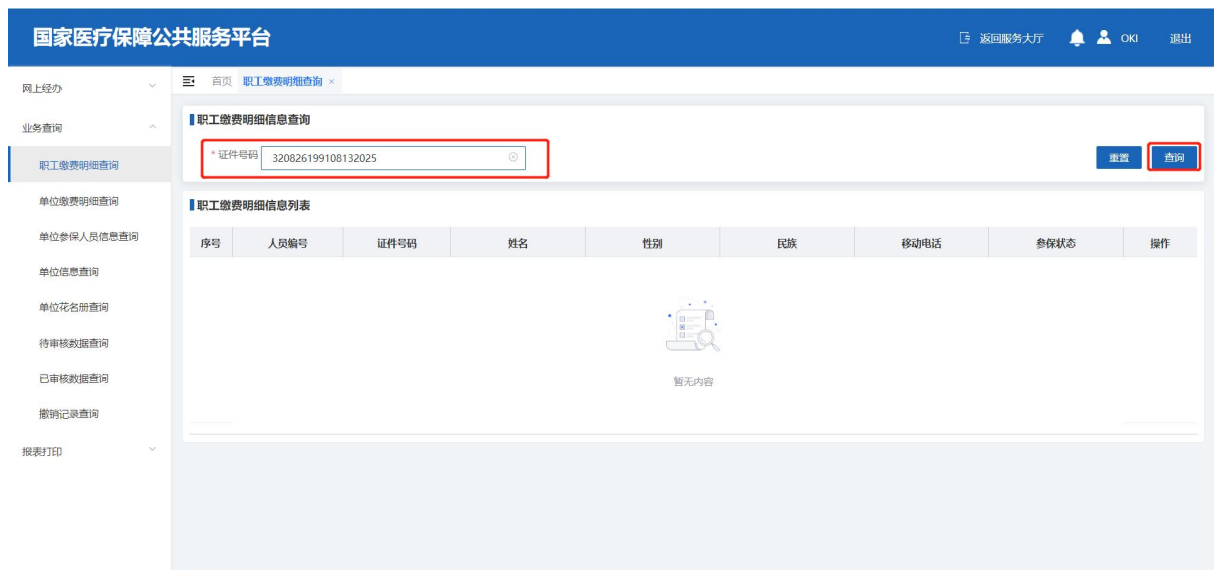 国家医疗保障公共服务平台
返回服务大厅 OKI 退出
网上经办
首页 职工缴费明细查询 ×
业务查询
职工缴费明细信息查询
* 证件号码 320826199108132025
重置 查询
职工缴费明细查询
单位缴费明细查询
职工缴费明细信息列表
单位参保人员信息查询
序号 人员编号 证件号码 姓名 性别 民族 移动电话 参保状态 操作
单位信息查询
单位花名册查询
待审核数据查询
已审核数据查询
暂无内容
撤销记录查询
报表打印